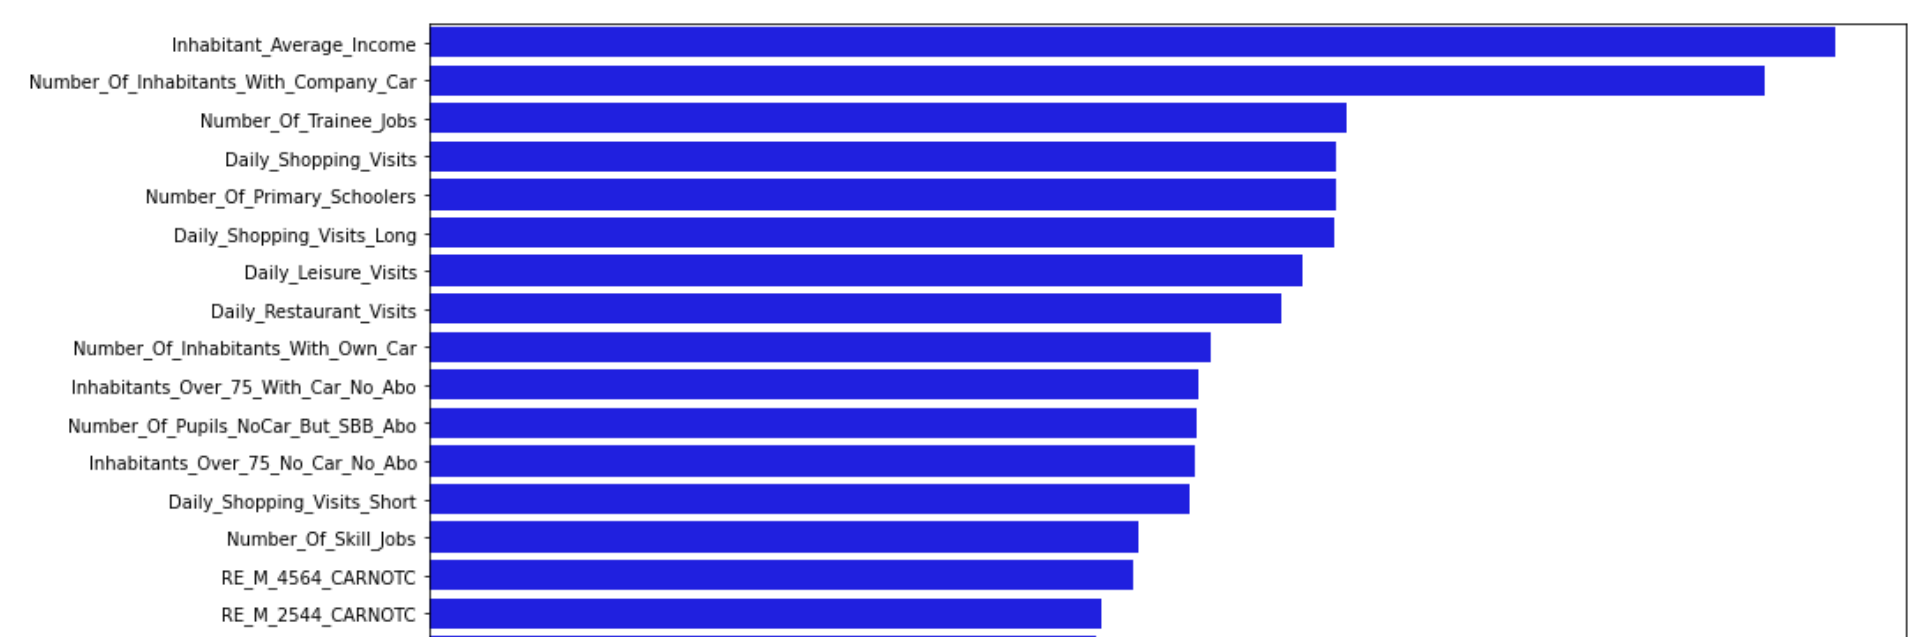 Inhabitant_Average_Income
Number_Of_Inhabitants_With_Company_Car
Number_Of_Trainee_Jobs
Daily_Shopping_Visits
Number_Of_Primary_Schoolers
Daily_Shopping_Visits_Long
Daily_Leisure_Visits
Daily_Restaurant_Visits
Number_Of_Inhabitants_With_Own_Car
Inhabitants_Over_75_With_Car_No_Abo
Number_Of_Pupils_NoCar_But_SBB_Abo
Inhabitants_Over_75_No_Car_No_Abo
Daily_Shopping_Visits_Short
Number_Of_Skill_Jobs
RE_M_4564_CARNOTC
RE_M_2544_CARNOTC